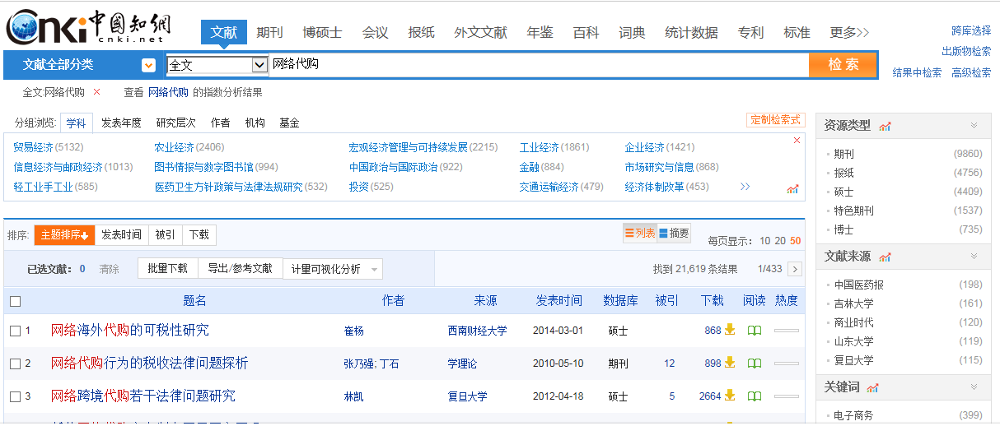 Cnki中國知網
cnki.net
文献 期刊 博硕士 会议 报纸 外文文献 年鉴 百科 词典 统计数据 专利 标准 更多>>
跨库选择
出版物检索
文献全部分类 全文 网络代购 检索
结果中检索 高级检索
全文:网络代购 × 查看 网络代购 的指数分析结果
分组浏览: 学科 发表年度 研究层次 作者 机构 基金 定制检索式
贸易经济(5132) 农业经济(2406) 宏观经济管理与可持续发展(2215) 工业经济(1861) 企业经济(1421)
信息经济与邮政经济(1013) 图书情报与数字图书馆(994) 中国政治与国际政治(922) 金融(884) 市场研究与信息(868)
轻工业手工业(585) 医药卫生方针政策与法律法规研究(532) 投资(525) 交通运输经济(479) 经济体制改革(453) >>
排序: 主题排序 发表时间 被引 下载 列表 摘要 每页显示: 10 20 50
已选文献: 0 清除 批量下载 导出/参考文献 计量可视化分析 找到 21,619 条结果 1/433 >
题名 作者 来源 发表时间 数据库 被引 下载 阅读 热度
1 网络海外代购的可税性研究 崔杨 西南财经大学 2014-03-01 硕士 868
2 网络代购行为的税收法律问题探析 张乃强; 丁石 学理论 2010-05-10 期刊 12 898
3 网络跨境代购若干法律问题研究 林凯 复旦大学 2012-04-18 硕士 5 2664
资源类型
期刊 (9860)
报纸 (4756)
硕士 (4409)
特色期刊 (1537)
博士 (735)
文献来源
中国医药报 (198)
吉林大学 (161)
商业时代 (120)
山东大学 (119)
复旦大学 (115)
关键词
电子商务 (399)